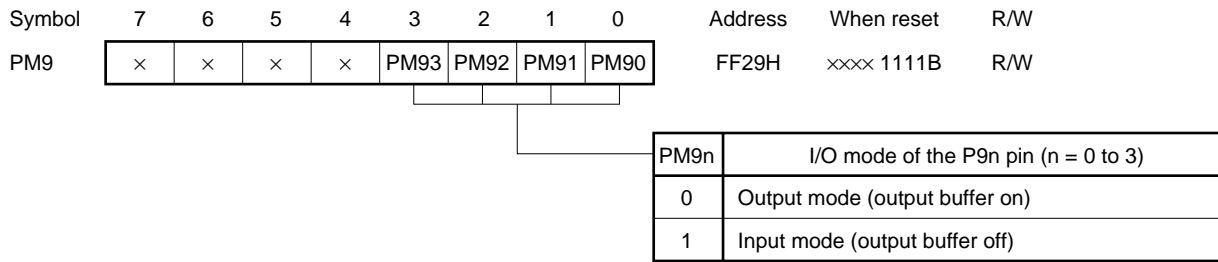 Symbol 7 6 5 4 3 2 1 0 Address When reset R/W
PM9 × × × × PM93 PM92 PM91 PM90 FF29H ×××× 1111B R/W
PM9n I/O mode of the P9n pin (n = 0 to 3)
0 Output mode (output buffer on)
1 Input mode (output buffer off)